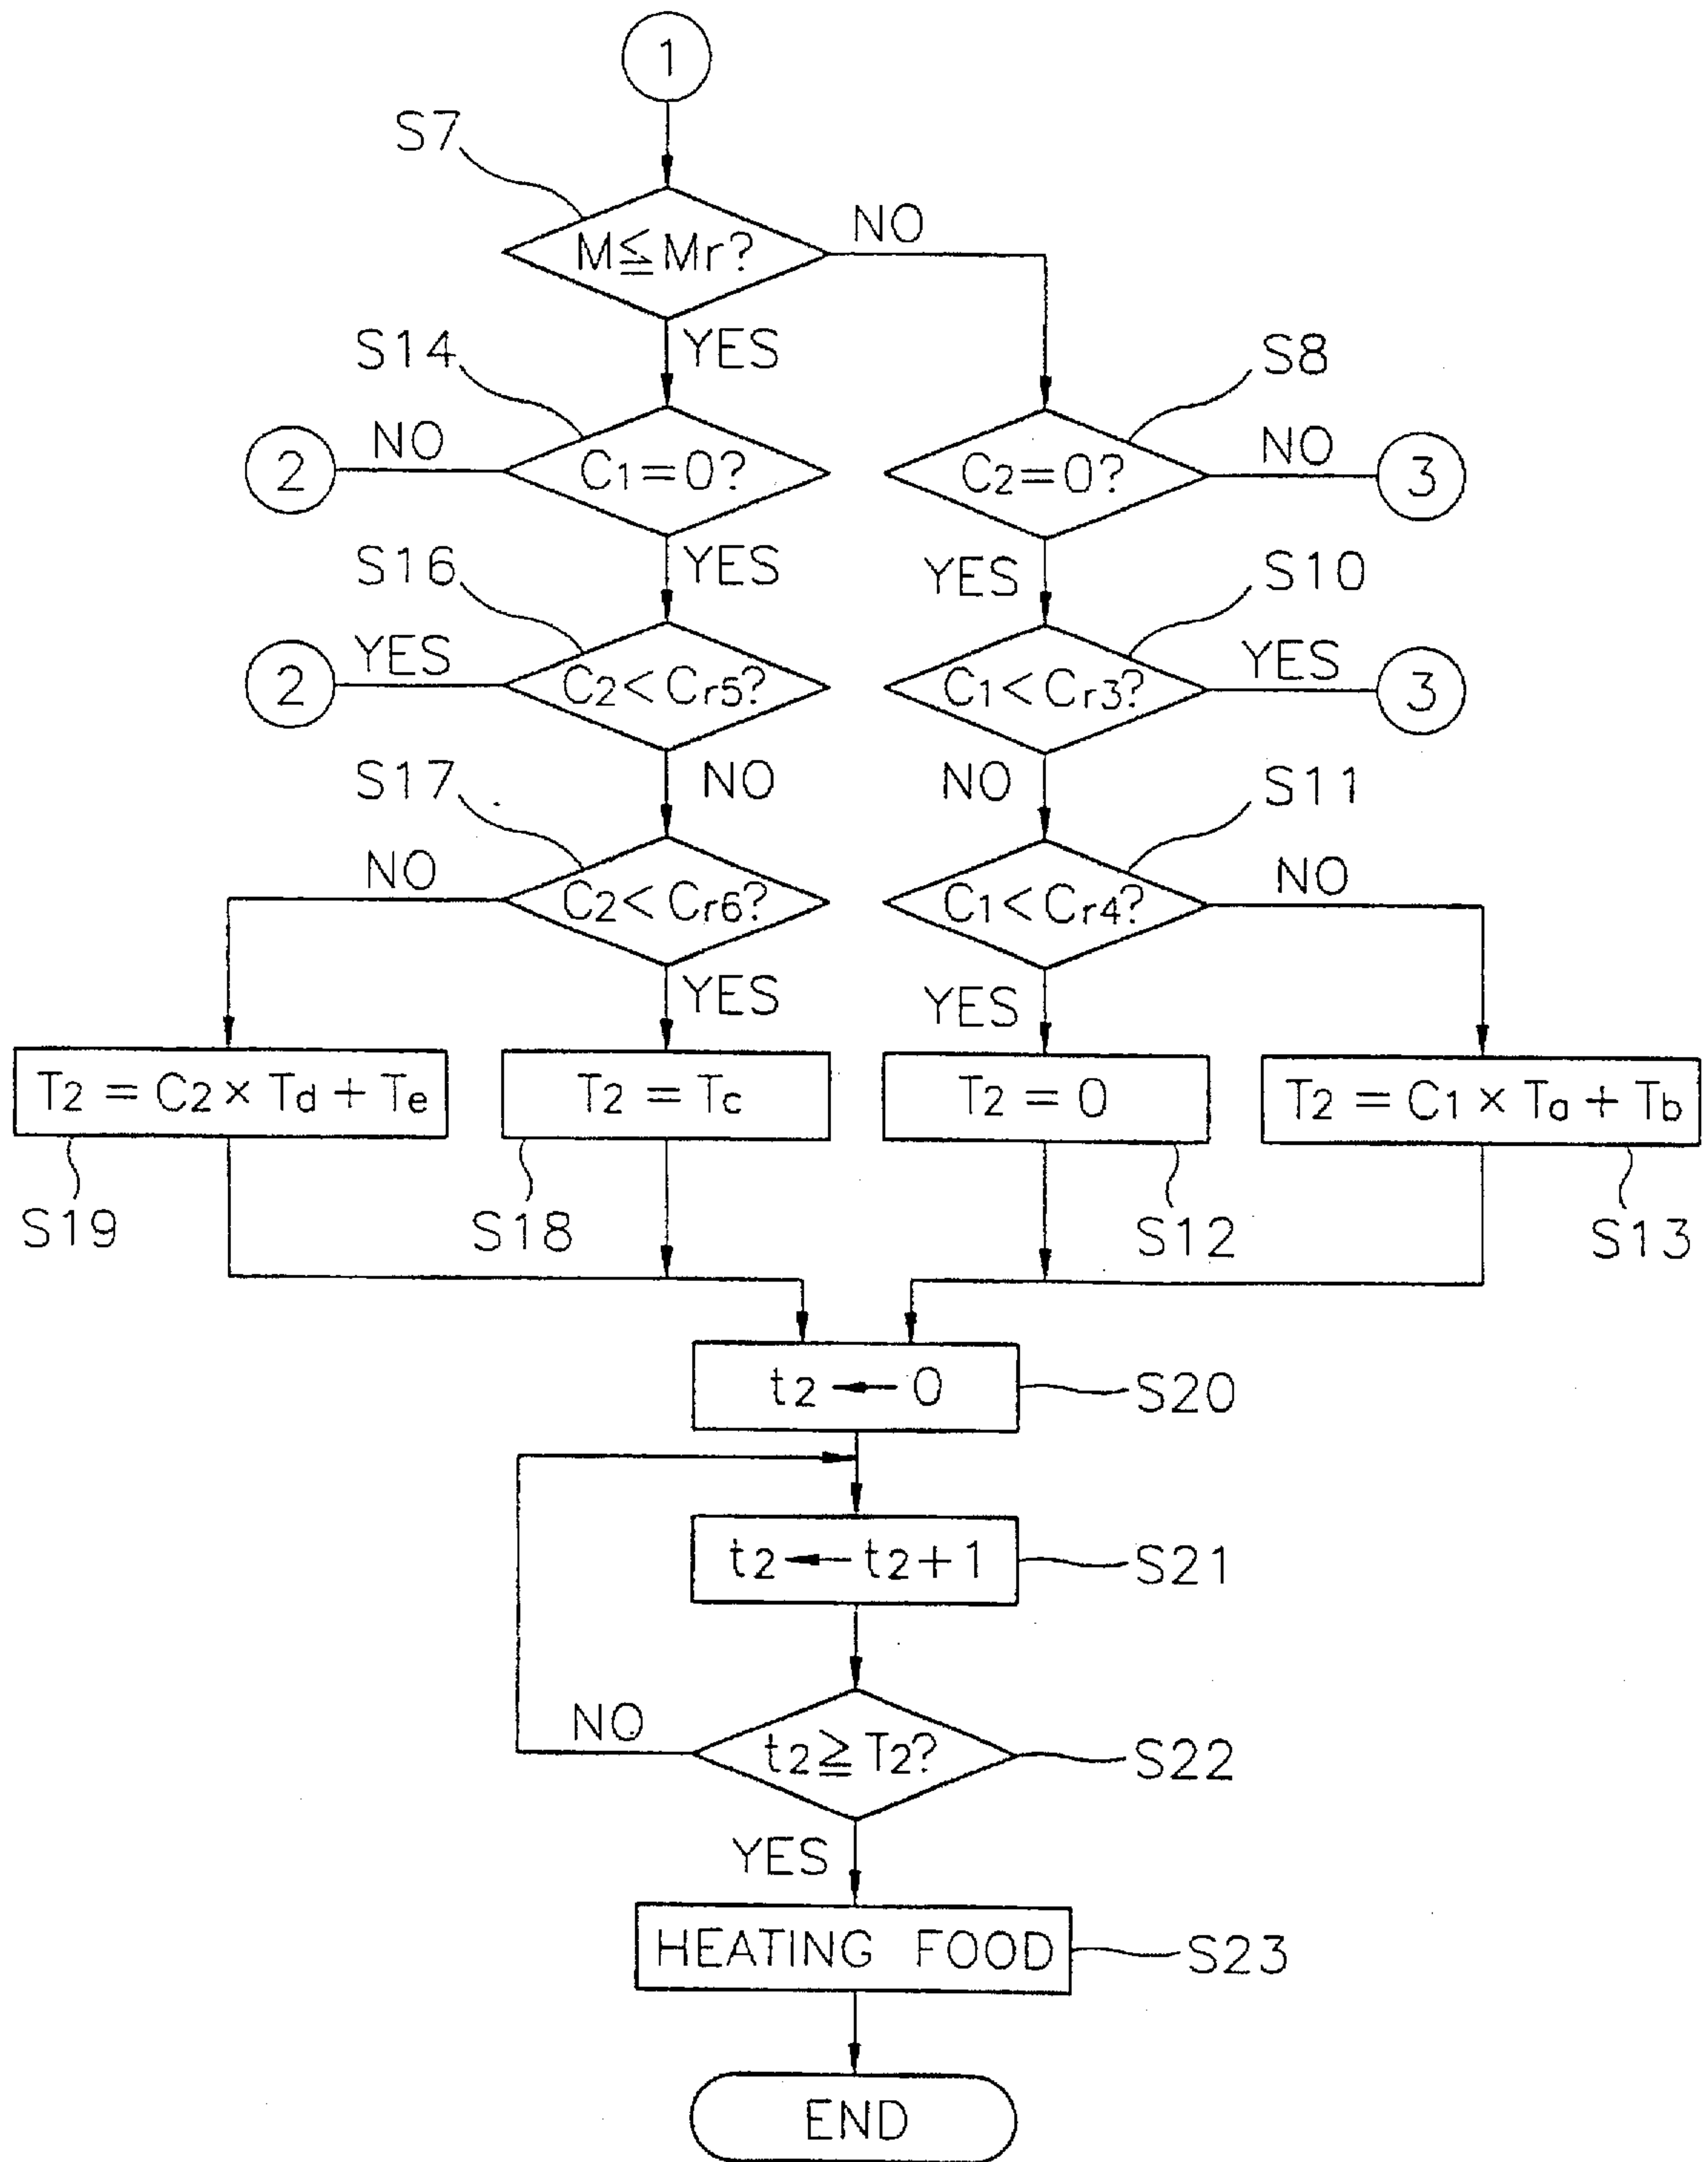 1
S7
M≦Mr?
NO
YES
S14
S8
2
NO
C1=0?
C2=0?
NO
3
S16
YES
YES
S10
2
YES
C2<Cr5?
C1<Cr3?
YES
3
S17
NO
NO
S11
NO
C2<Cr6?
C1<Cr4?
NO
YES
YES
T2 = C2 × Td + Te
T2 = Tc
T2 = 0
T2 = C1 × Ta + Tb
S19
S18
S12
S13
t2 ← 0
S20
t2 ← t2+1
S21
NO
t2≧T2?
S22
YES
HEATING FOOD
S23
END